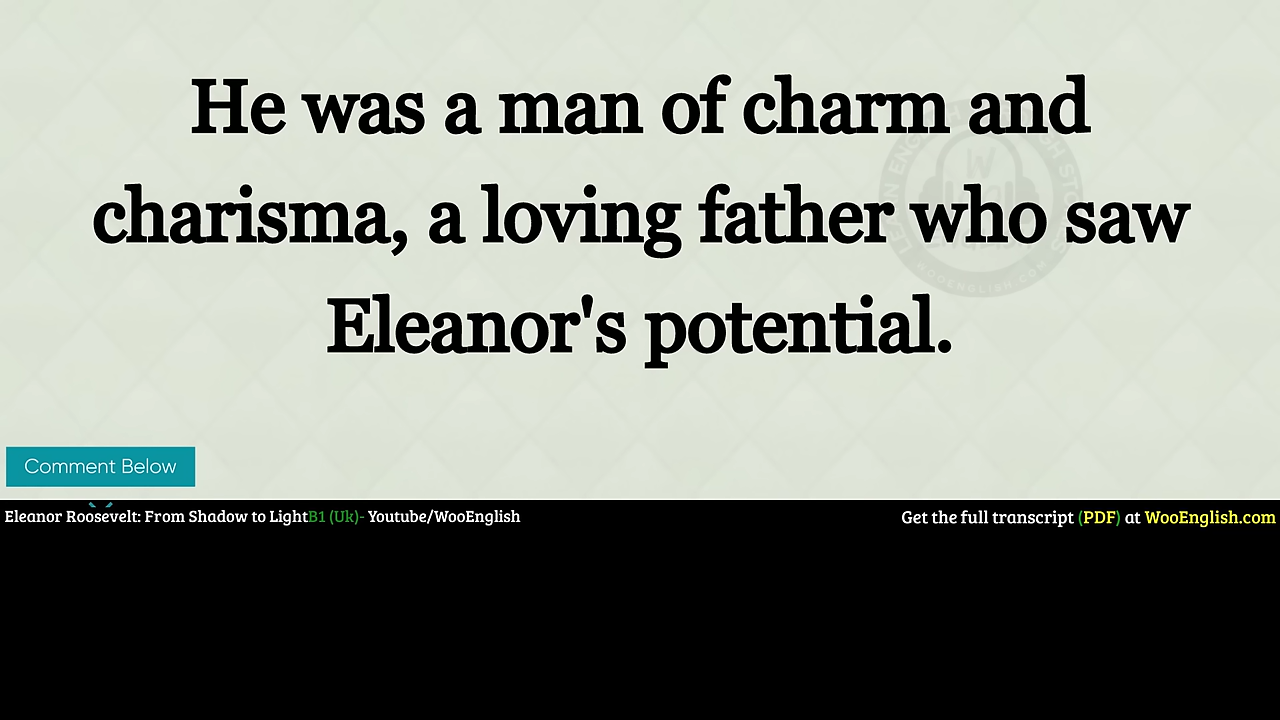 He was a man of charm and
charisma, a loving father who saw
Eleanor's potential.
Comment Below
Eleanor Roosevelt: From Shadow to LightB1 (Uk)- Youtube/WooEnglish
Get the full transcript (PDF) at WooEnglish.com